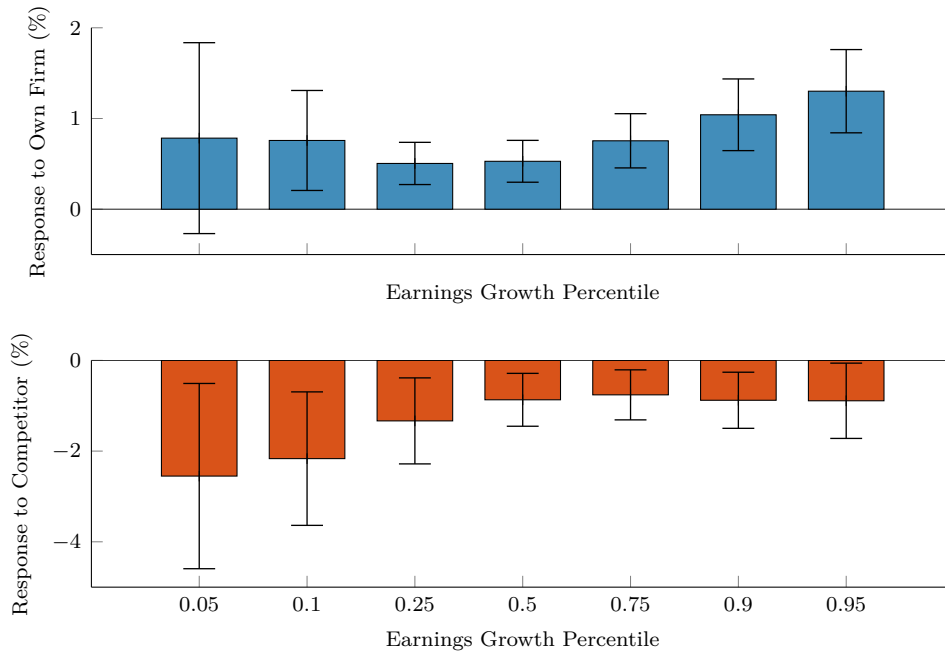 Response to Own Firm (%)
2
1
0
Earnings Growth Percentile
Response to Competitor (%)
0
−2
−4
0.05 0.1 0.25 0.5 0.75 0.9 0.95
Earnings Growth Percentile